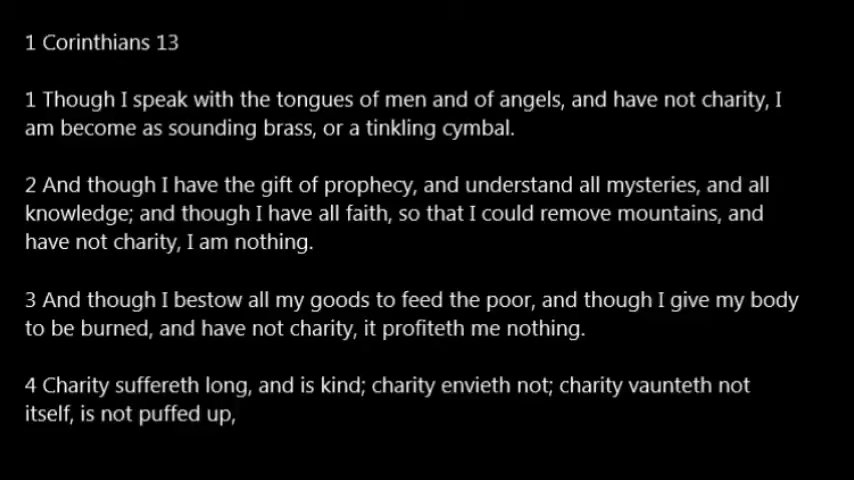 1 Corinthians 13
1 Though I speak with the tongues of men and of angels, and have not charity, I
am become as sounding brass, or a tinkling cymbal.
2 And though I have the gift of prophecy, and understand all mysteries, and all
knowledge; and though I have all faith, so that I could remove mountains, and
have not charity, I am nothing.
3 And though I bestow all my goods to feed the poor, and though I give my body
to be burned, and have not charity, it profiteth me nothing.
4 Charity suffereth long, and is kind; charity envieth not; charity vaunteth not
itself, is not puffed up,